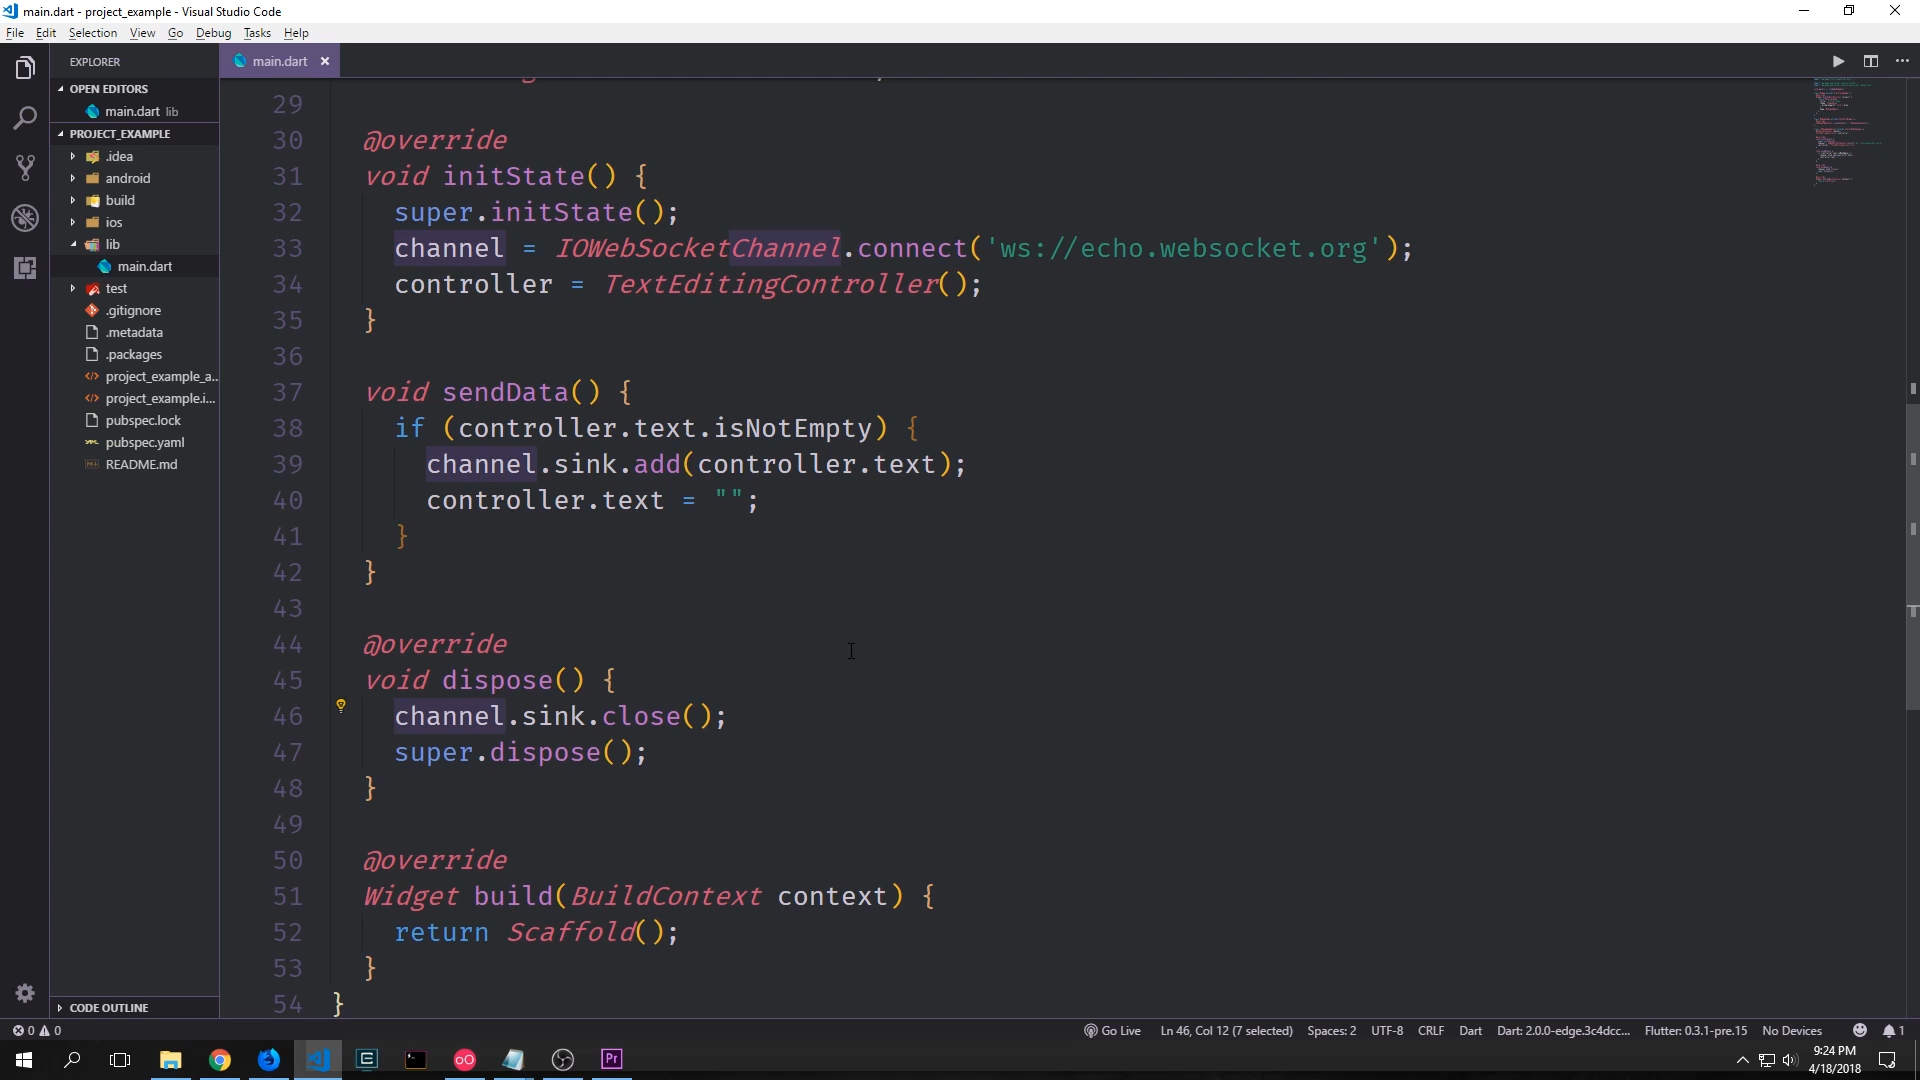 main.dart - project_example - Visual Studio Code
File Edit Selection View Go Debug Tasks Help
EXPLORER
main.dart
OPEN EDITORS
main.dart lib
PROJECT_EXAMPLE
.idea
android
build
ios
lib
main.dart
test
.gitignore
.metadata
.packages
project_example_a...
project_example.i...
pubspec.lock
pubspec.yaml
README.md
CODE OUTLINE
29
30 @override
31 void initState() {
32 super.initState();
33 channel = IOWebSocketChannel.connect('ws://echo.websocket.org');
34 controller = TextEditingController();
35 }
36
37 void sendData() {
38 if (controller.text.isNotEmpty) {
39 channel.sink.add(controller.text);
40 controller.text = "";
41 }
42 }
43
44 @override
45 void dispose() {
46 channel.sink.close();
47 super.dispose();
48 }
49
50 @override
51 Widget build(BuildContext context) {
52 return Scaffold();
53 }
54 }
0 0 Go Live Ln 46, Col 12 (7 selected) Spaces: 2 UTF-8 CRLF Dart Dart: 2.0.0-edge.3c4dcc... Flutter: 0.3.1-pre.15 No Devices 1
9:24 PM
4/18/2018